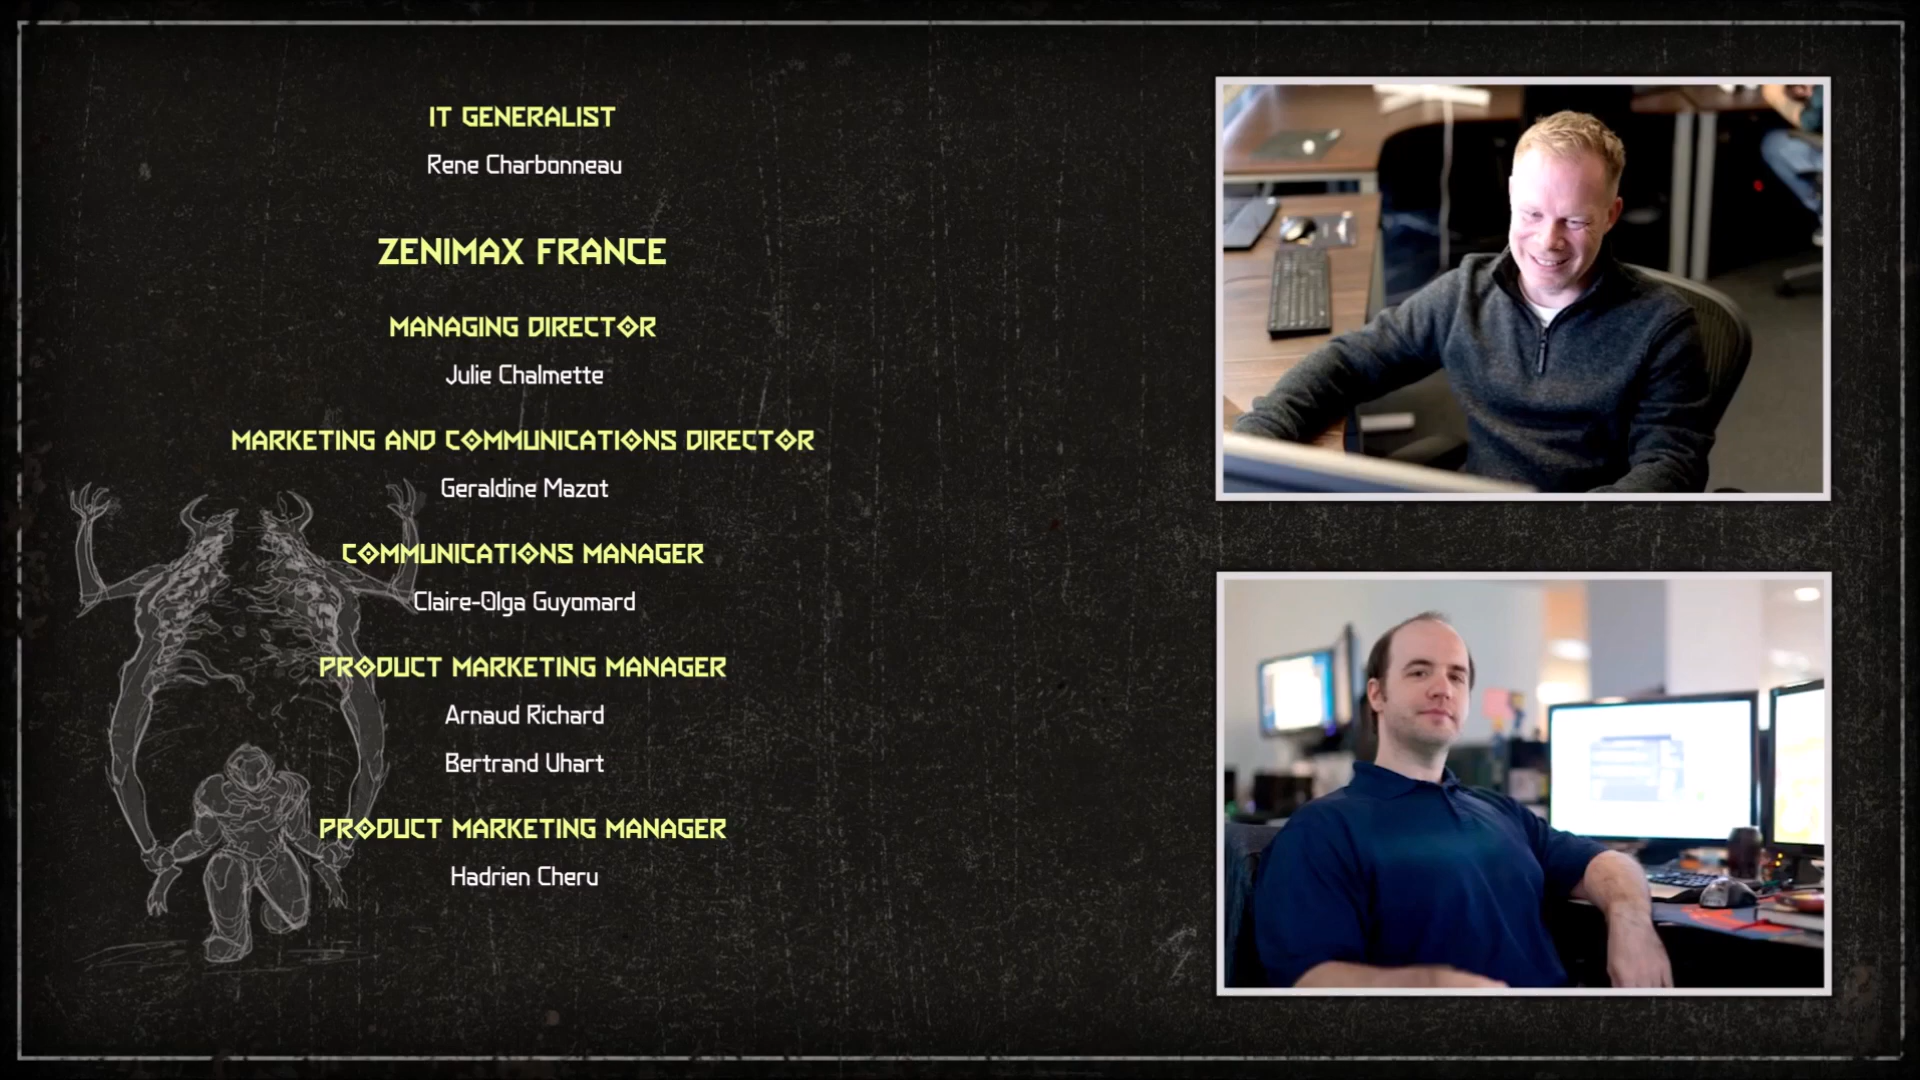 IT GENERALIST
Rene Charbonneau
ZENIMAX FRANCE
MANAGING DIRECTOR
Julie Chalmette
MARKETING AND COMMUNICATIONS DIRECTOR
Geraldine Mazot
COMMUNICATIONS MANAGER
Claire-Olga Guyomard
PRODUCT MARKETING MANAGER
Arnaud Richard
Bertrand Uhart
PRODUCT MARKETING MANAGER
Hadrien Cheru